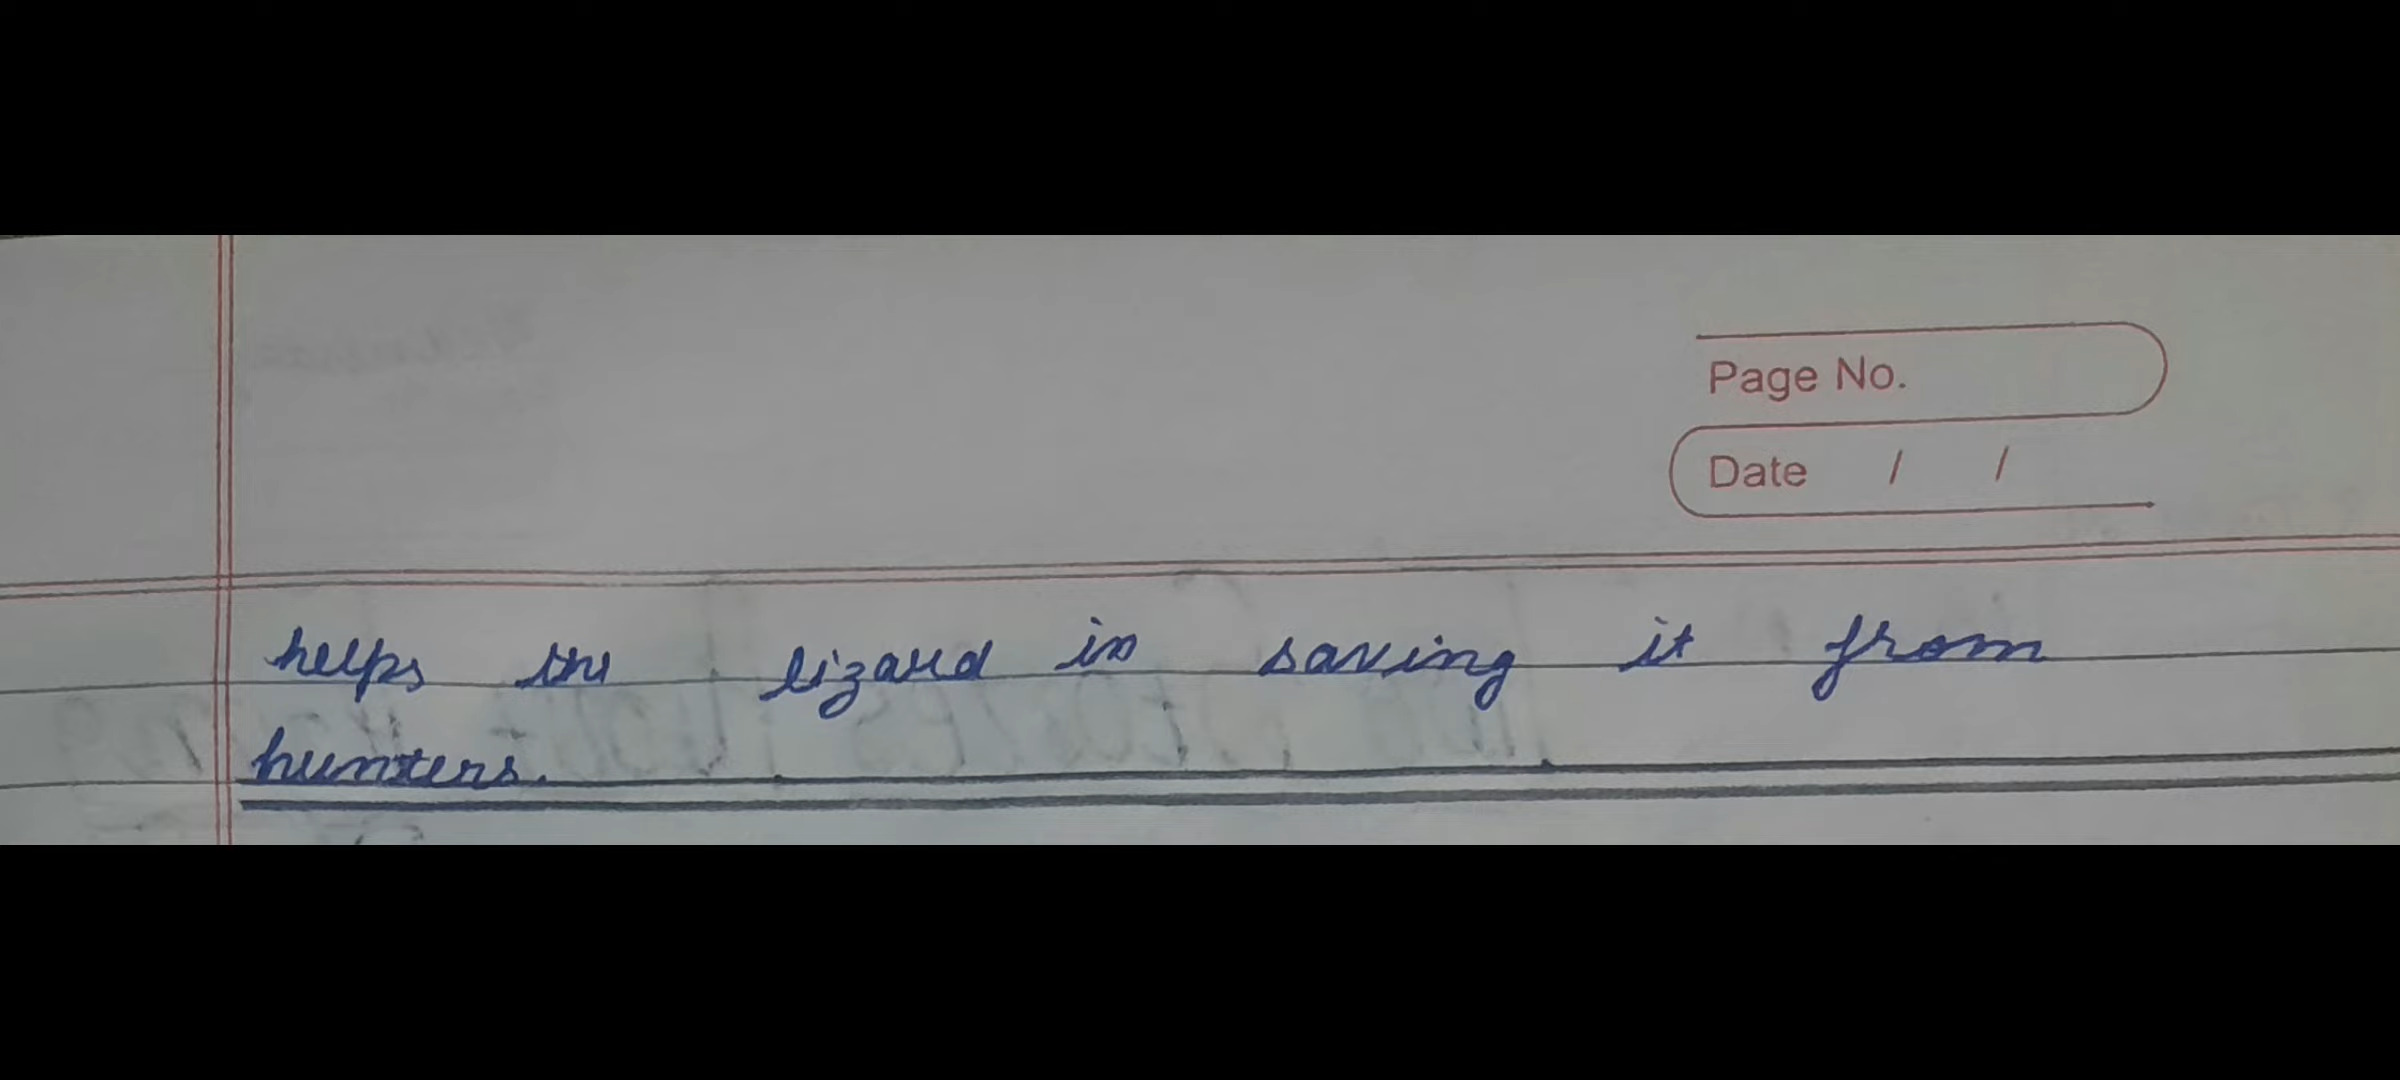 Page No.
Date / /
helps the lizard in saving it from
hunters.